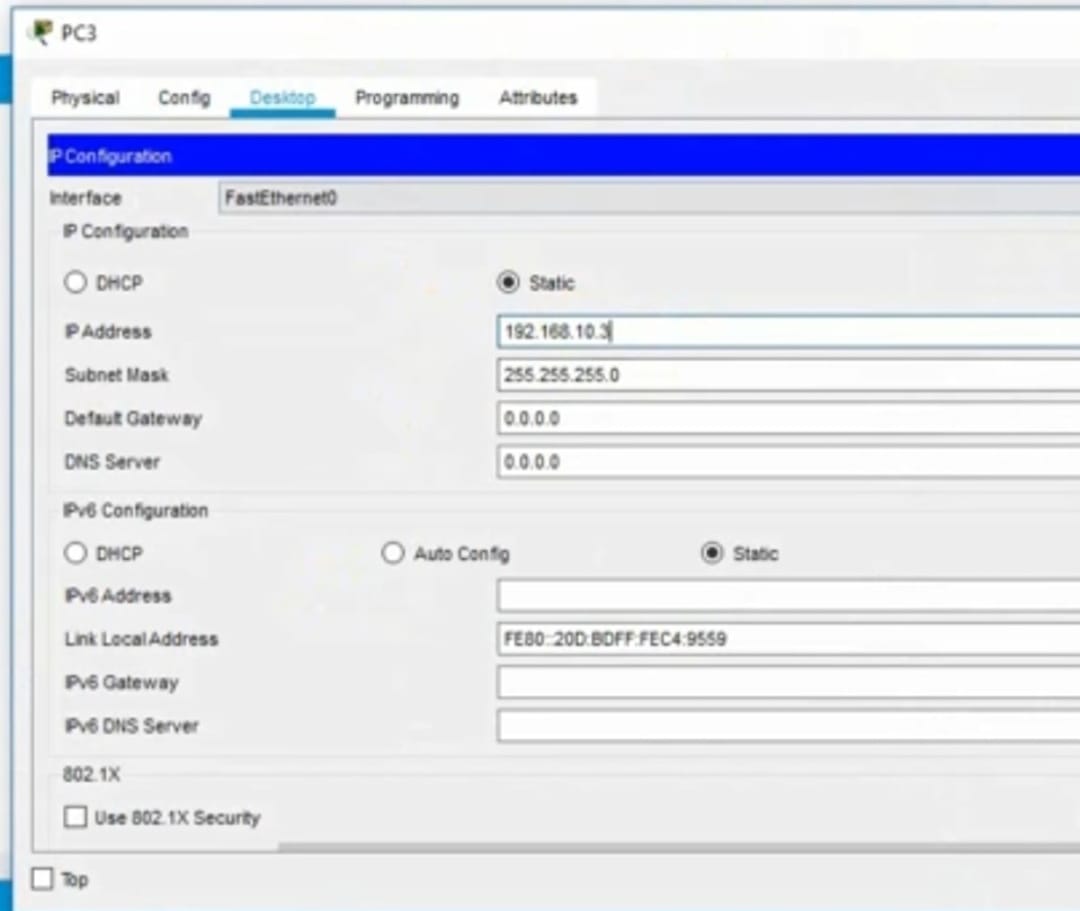 PC3
Physical Config Desktop Programming Attributes
IP Configuration
Interface FastEthernet0
IP Configuration
DHCP Static
IP Address 192.168.10.3
Subnet Mask 255.255.255.0
Default Gateway 0.0.0.0
DNS Server 0.0.0.0
IPv6 Configuration
DHCP Auto Config Static
IPv6 Address
Link Local Address FE80::20D:BDFF:FEC4:9559
IPv6 Gateway
IPv6 DNS Server
802.1X
Use 802.1X Security
Top